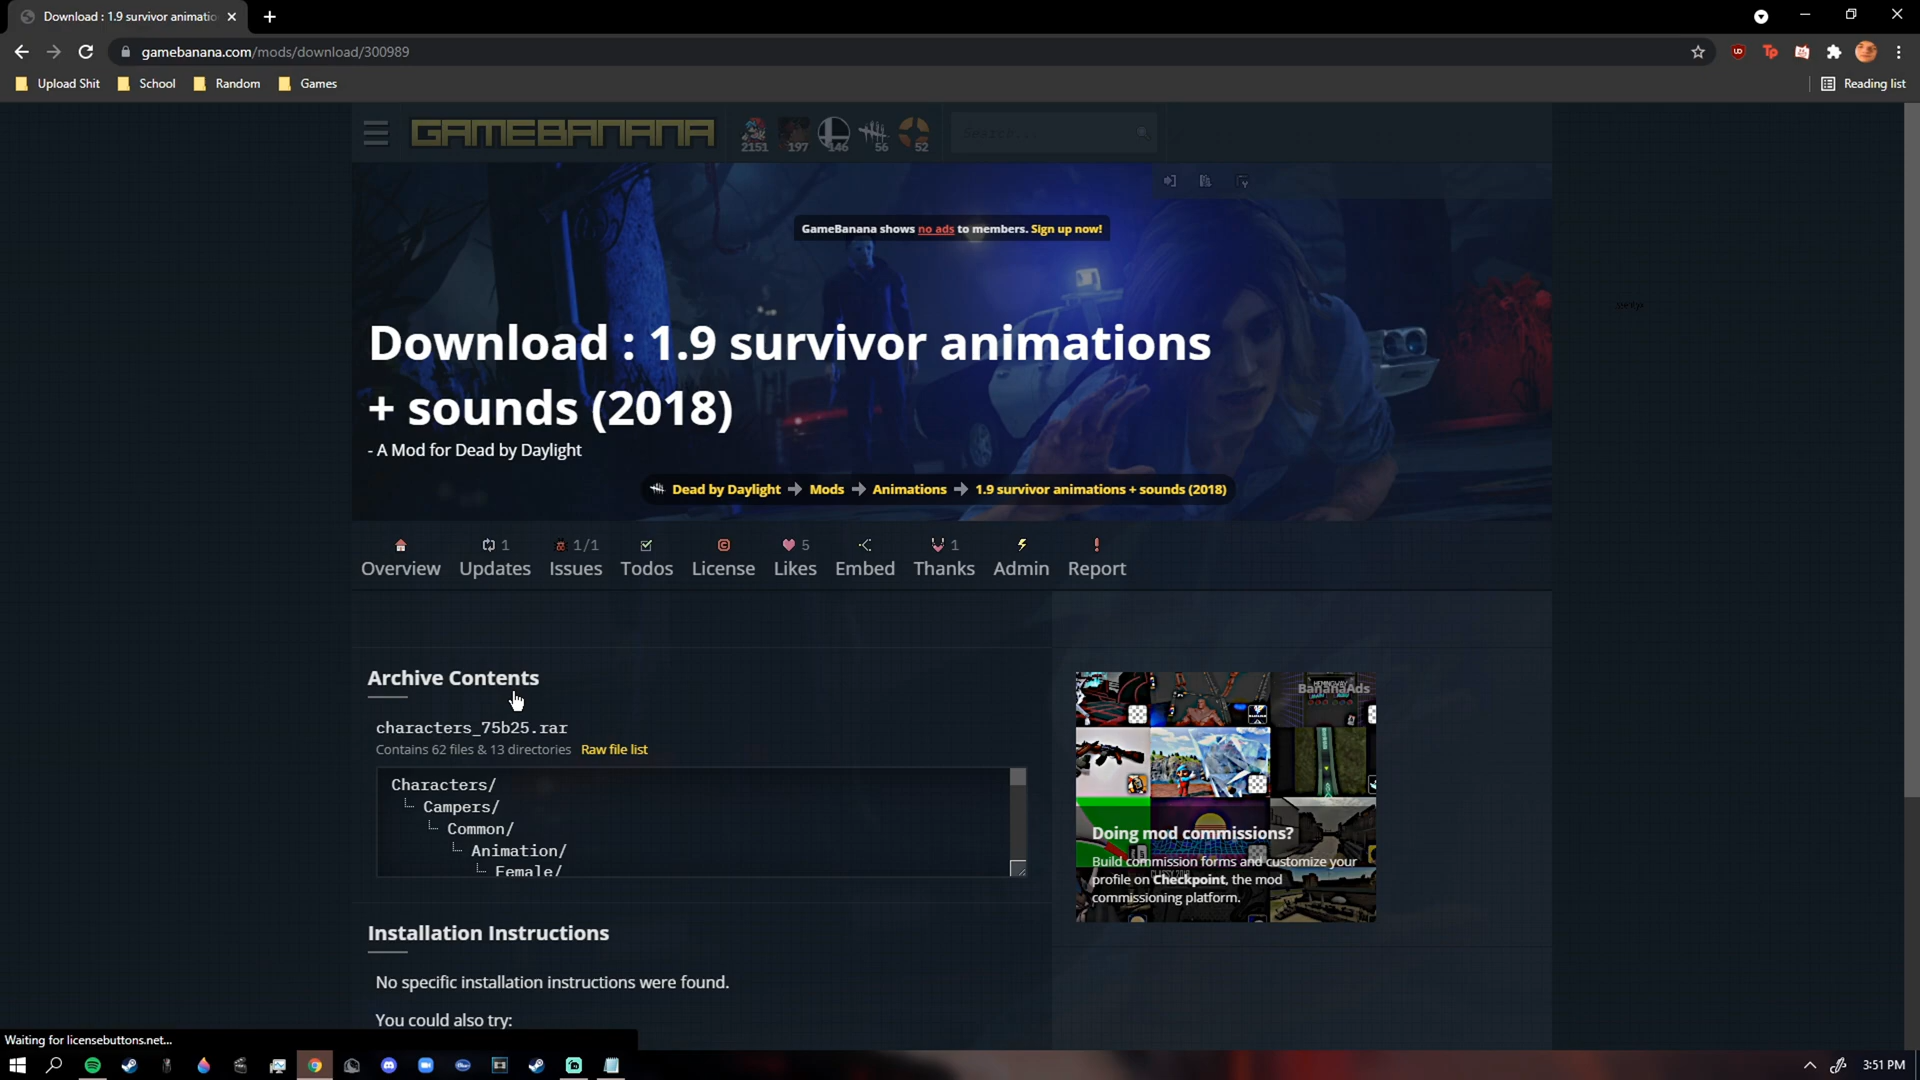 Download : 1.9 survivor animatio
gamebanana.com/mods/download/300989
Upload Shit
School
Random
Games
Reading list
GAMEBANANA
2151
197
146
56
52
Search...
GameBanana shows no ads to members. Sign up now!
Download : 1.9 survivor animations
+ sounds (2018)
- A Mod for Dead by Daylight
Dead by Daylight
Mods
Animations
1.9 survivor animations + sounds (2018)
1
1/1
5
1
Overview
Updates
Issues
Todos
License
Likes
Embed
Thanks
Admin
Report
Archive Contents
characters_75b25.rar
Contains 62 files & 13 directories Raw file list
Characters/
Campers/
Common/
Animation/
Female/
BananaAds
Doing mod commissions?
Build commission forms and customize your
profile on Checkpoint, the mod
commissioning platform.
Installation Instructions
No specific installation instructions were found.
You could also try:
Waiting for licensebuttons.net...
3:51 PM